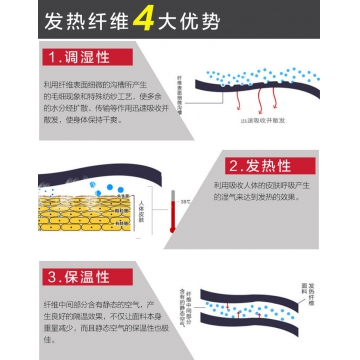 发热纤维4大优势
1.调湿性
利用纤维表面细微的沟槽所产生
的毛细现象和特殊纺纱工艺，使多余
的水分经扩散，传输等作用迅速吸收并
散发，使身体保持干爽。
纤维表面
细微沟槽
迅速吸收并散发
2.发热性
利用吸收人体的皮肤呼吸产生
的湿气来达到发热的效果。
人体皮肤
38℃
3.保温性
纤维中间部分含有静态的空气，产
生良好的隔温效果，不仅让面料本身
重量减少，而且静态空气的保温性也极
佳。
纤维中间部分
含有静态空气
发热纤维
面料